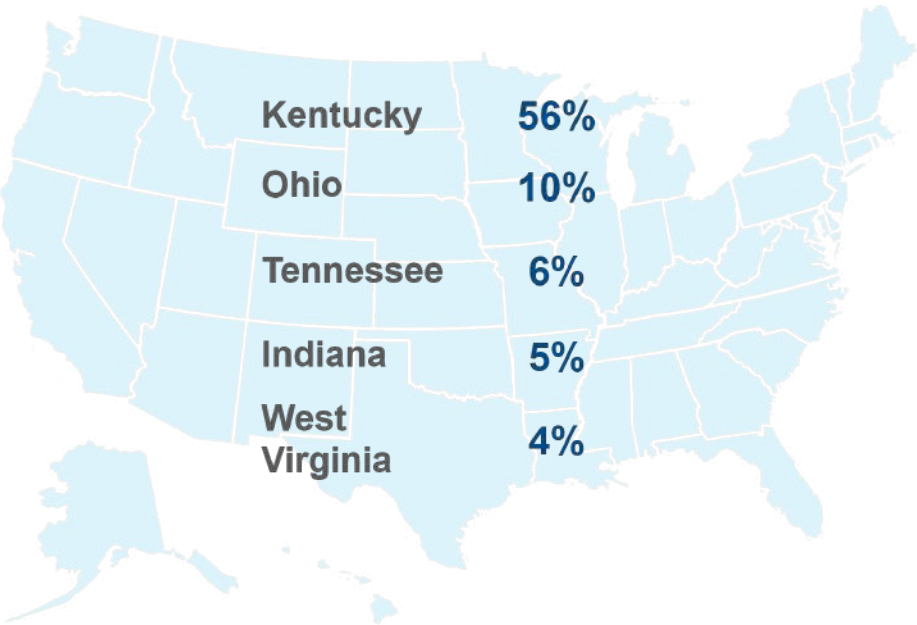 Kentucky 56%
Ohio 10%
Tennessee 6%
Indiana 5%
West
Virginia 4%